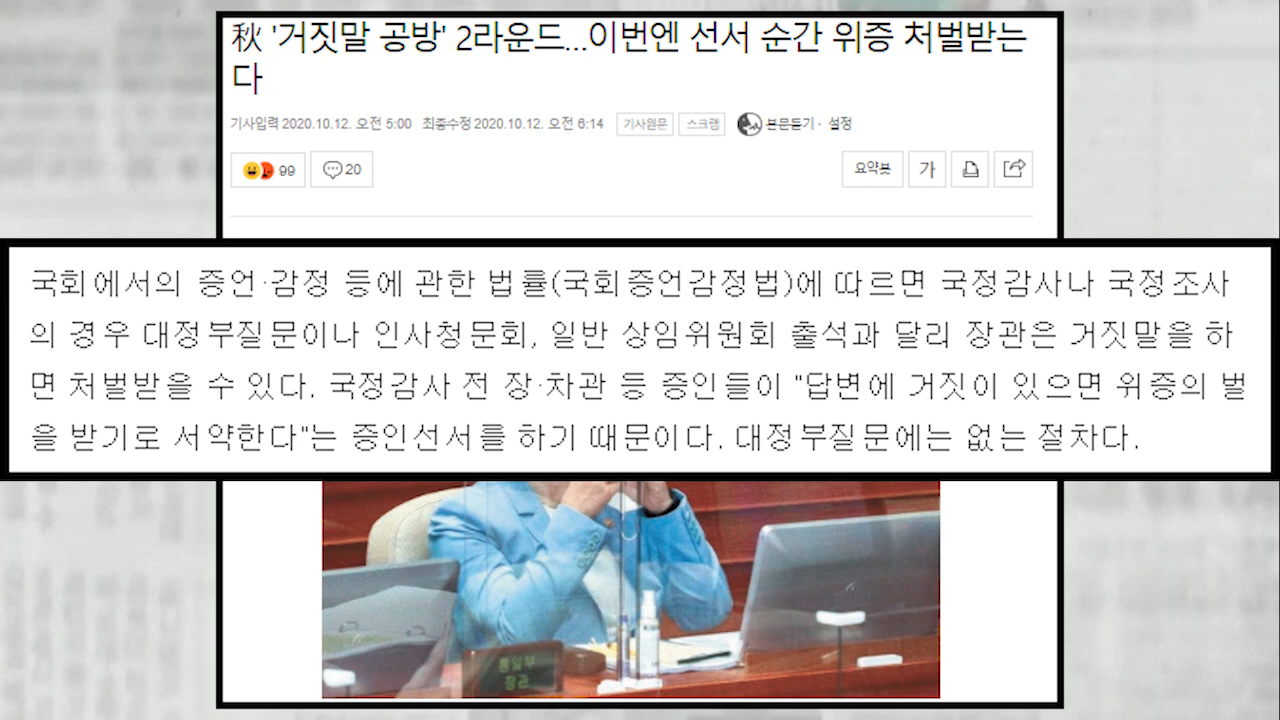 秋 '거짓말 공방' 2라운드...이번엔 선서 순간 위증 처벌받는
다
기사입력 2020.10.12. 오전 5:00 최종수정 2020.10.12. 오전 6:14 기사원문 스크랩 본문듣기 · 설정
99 20 요약봇 가
국회에서의 증언·감정 등에 관한 법률(국회증언감정법)에 따르면 국정감사나 국정조사
의 경우 대정부질문이나 인사청문회, 일반 상임위원회 출석과 달리 장관은 거짓말을 하
면 처벌받을 수 있다. 국정감사 전 장·차관 등 증인들이 "답변에 거짓이 있으면 위증의 벌
을 받기로 서약한다"는 증인선서를 하기 때문이다. 대정부질문에는 없는 절차다.
통일부
장관